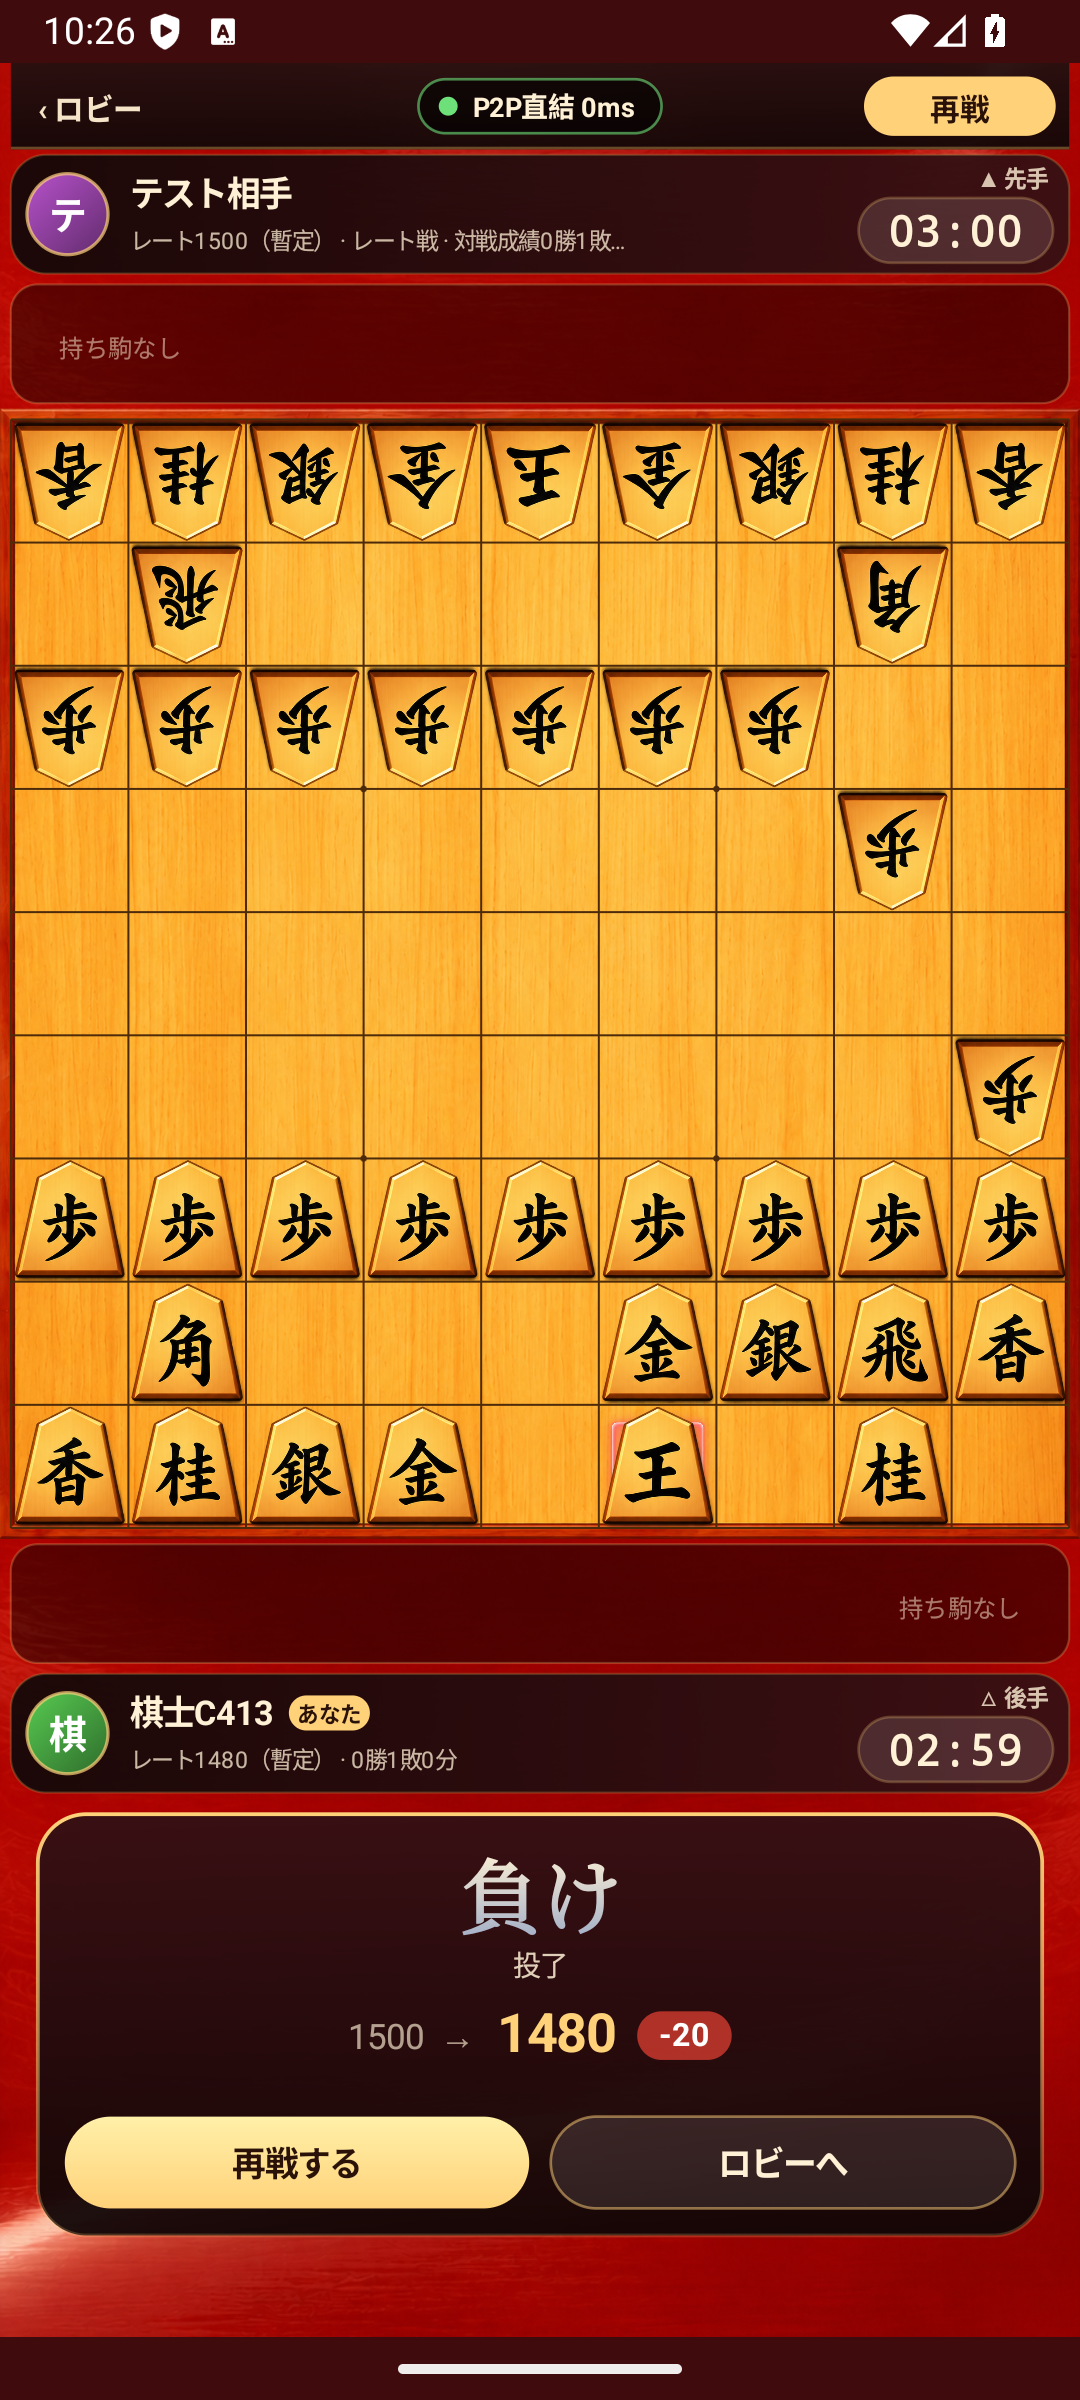 10:26
‹ ロビー
P2P直結 0ms
再戦
テ
テスト相手
レート1500（暫定）· レート戦 · 対戦成績0勝1敗…
▲ 先手
03:00
持ち駒なし
香桂銀金玉金銀桂香
飛角
歩歩歩歩歩歩歩
歩
歩
歩歩歩歩歩歩歩歩歩
角金銀飛香
香桂銀金王桂
持ち駒なし
棋
棋士C413 あなた
レート1480（暫定）· 0勝1敗0分
△ 後手
02:59
負け
投了
1500 → 1480 -20
再戦する
ロビーへ